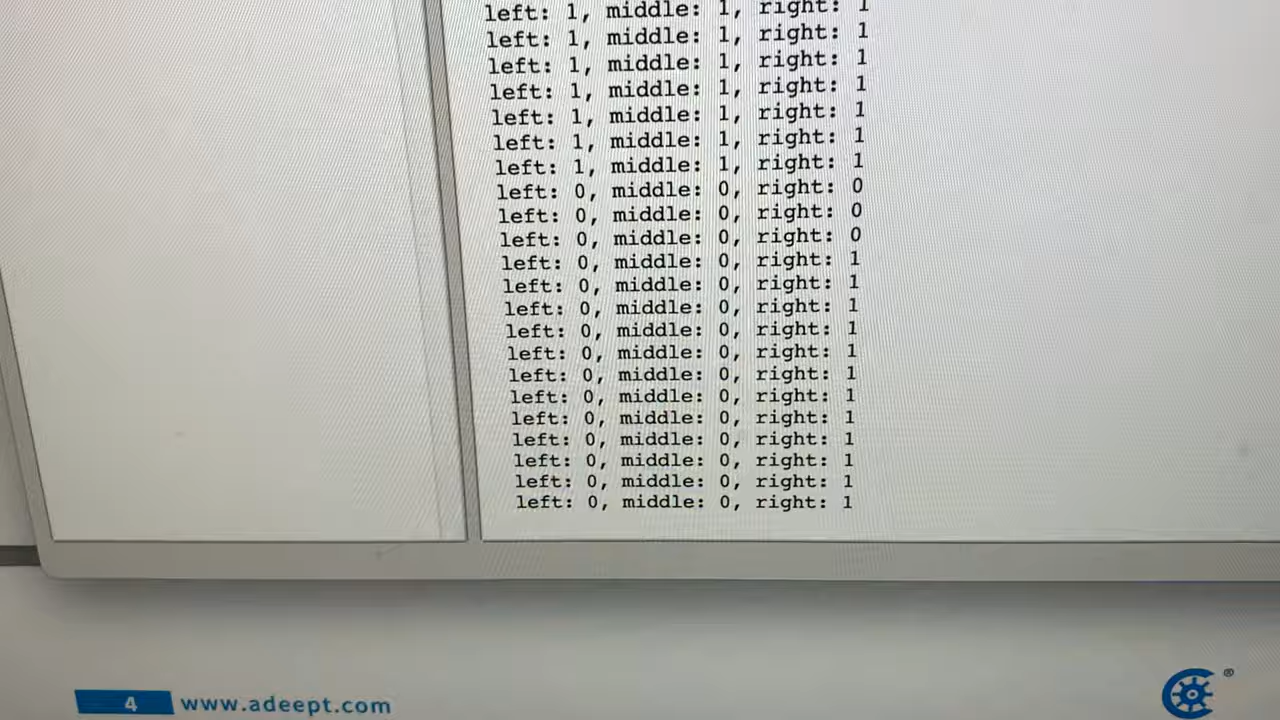 left: 1, middle: 1, right: 1
left: 1, middle: 1, right: 1
left: 1, middle: 1, right: 1
left: 1, middle: 1, right: 1
left: 1, middle: 1, right: 1
left: 1, middle: 1, right: 1
left: 1, middle: 1, right: 1
left: 0, middle: 0, right: 0
left: 0, middle: 0, right: 0
left: 0, middle: 0, right: 0
left: 0, middle: 0, right: 1
left: 0, middle: 0, right: 1
left: 0, middle: 0, right: 1
left: 0, middle: 0, right: 1
left: 0, middle: 0, right: 1
left: 0, middle: 0, right: 1
left: 0, middle: 0, right: 1
left: 0, middle: 0, right: 1
left: 0, middle: 0, right: 1
left: 0, middle: 0, right: 1
left: 0, middle: 0, right: 1
left: 0, middle: 0, right: 1
4 www.adeept.com
®